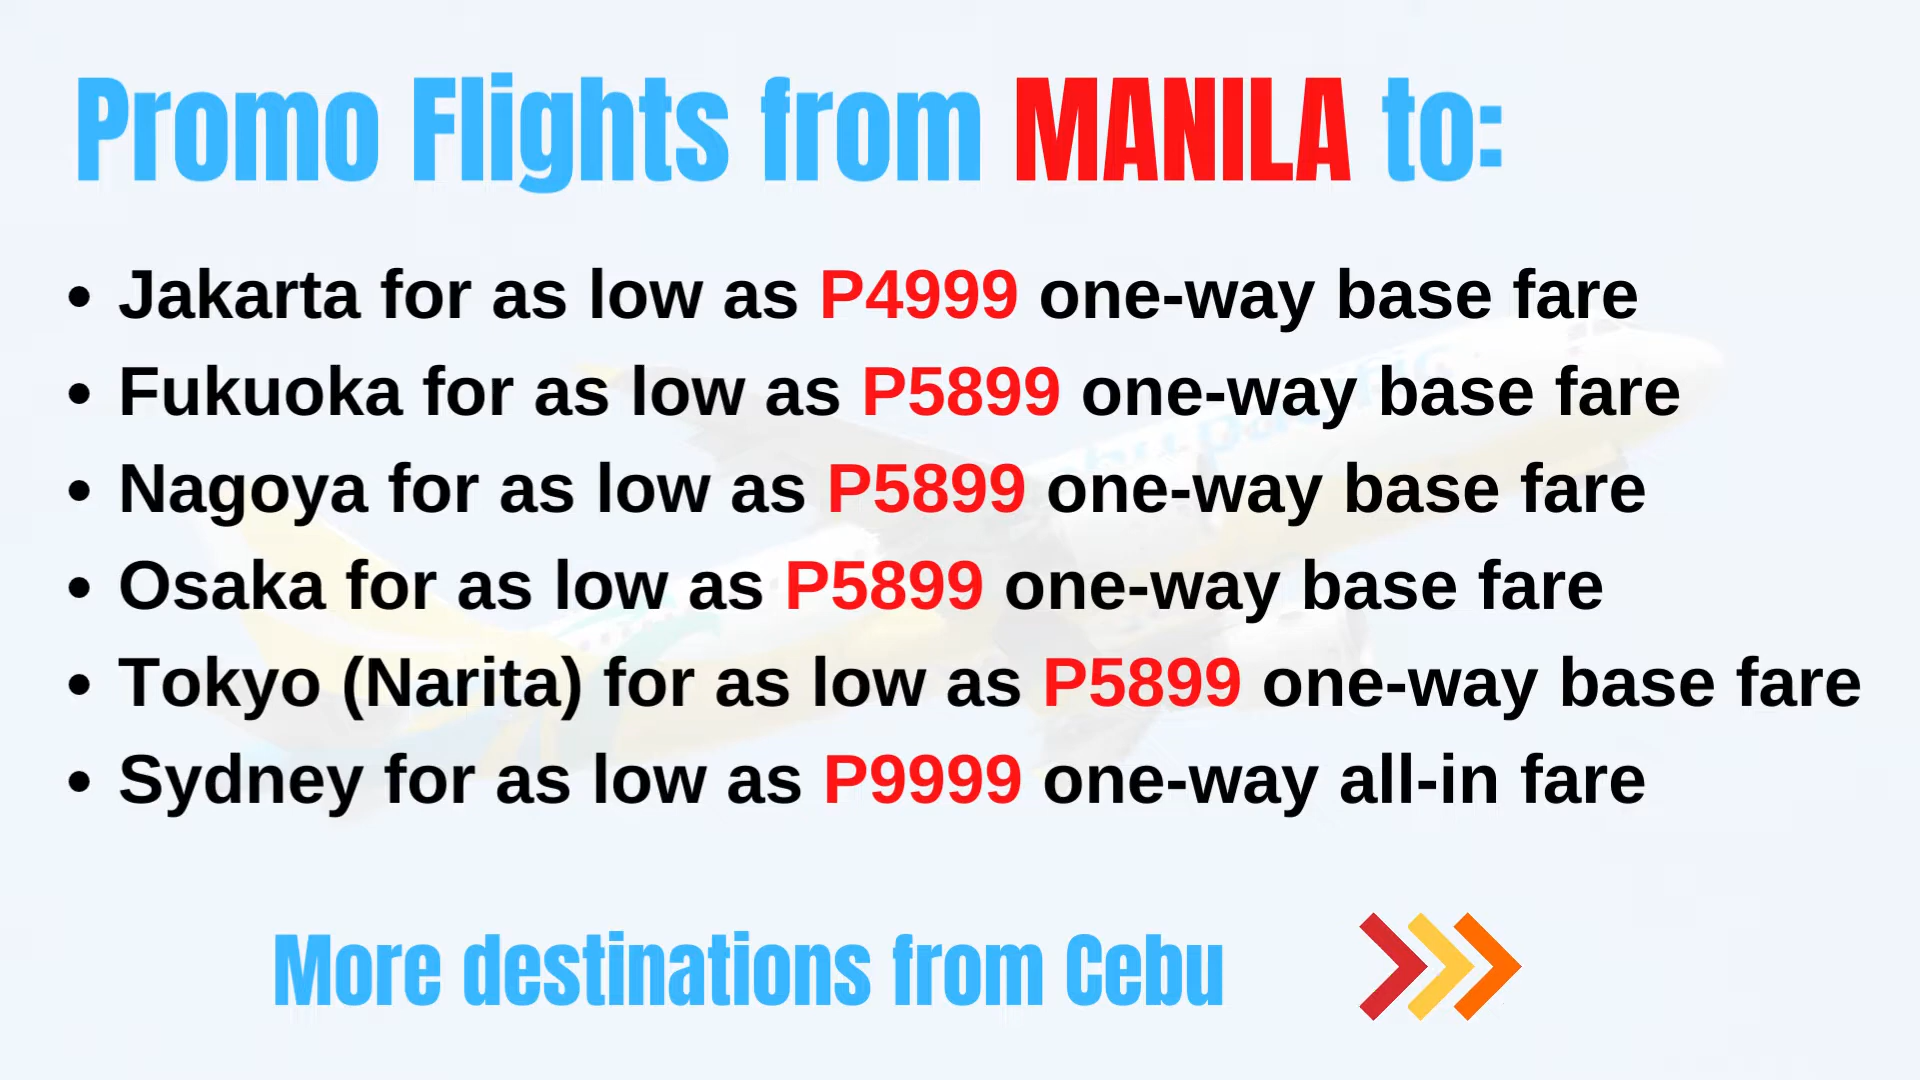 Promo Flights from MANILA to:
• Jakarta for as low as P4999 one-way base fare
• Fukuoka for as low as P5899 one-way base fare
• Nagoya for as low as P5899 one-way base fare
• Osaka for as low as P5899 one-way base fare
• Tokyo (Narita) for as low as P5899 one-way base fare
• Sydney for as low as P9999 one-way all-in fare
More destinations from Cebu